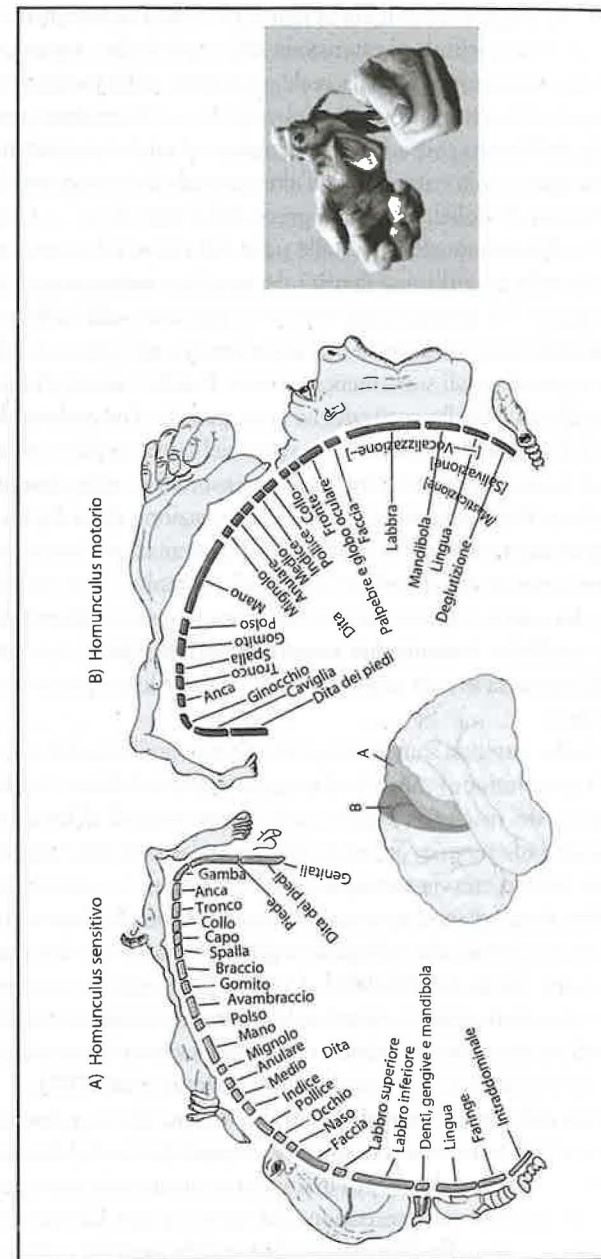 A) Homunculus sensitivo
Genitali
Dita dei piedi
Piede
Gamba
Anca
Tronco
Collo
Capo
Spalla
Braccio
Gomito
Avambraccio
Polso
Mano
Mignolo
Anulare
Medio
Dita
Indice
Pollice
Occhio
Naso
Faccia
Labbro superiore
Labbro inferiore
Denti, gengive e mandibola
Lingua
Faringe
Intraddominale
B) Homunculus motorio
Dita dei piedi
Caviglia
Ginocchio
Anca
Tronco
Spalla
Gomito
Polso
Mano
Mignolo
Anulare
Medio
Indice
Pollice
Dita
Collo
Fronte
Palpebre e globo oculare
Faccia
Labbra
[–Vocalizzazione–]
Mandibola
Lingua
[Salivazione]
Deglutizione
[Masticazione]
A
B